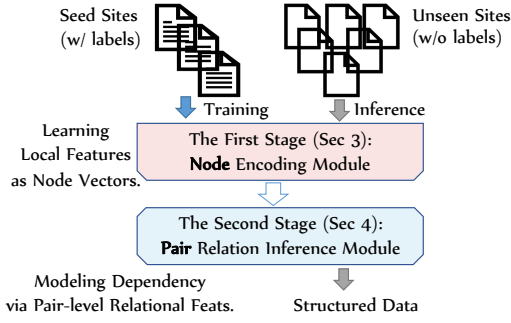 Seed Sites
(w/ labels)
Unseen Sites
(w/o labels)
Training
Inference
Learning
Local Features
as Node Vectors.
The First Stage (Sec 3):
Node Encoding Module
The Second Stage (Sec 4):
Pair Relation Inference Module
Modeling Dependency
via Pair-level Relational Feats.
Structured Data